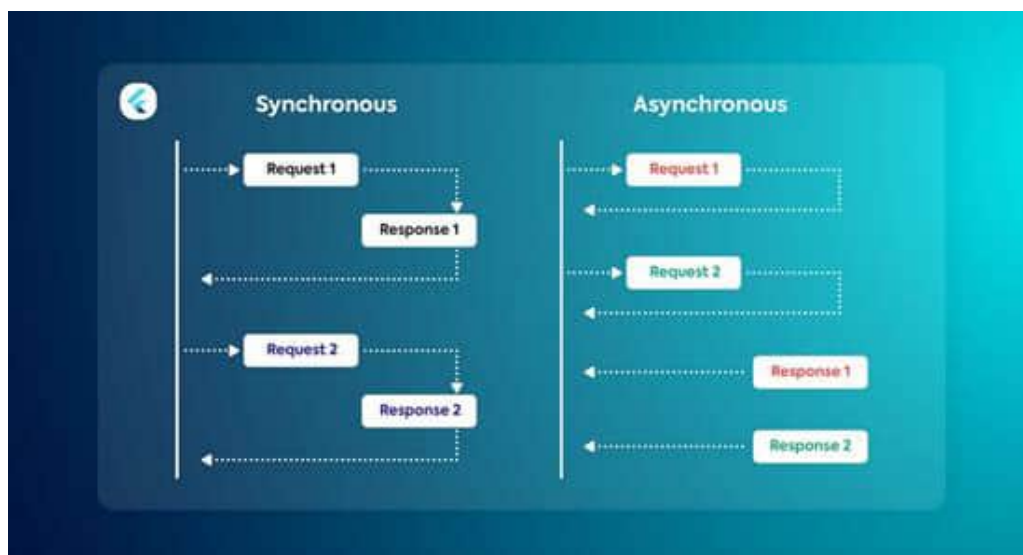 Synchronous
Request 1
Response 1
Request 2
Response 2
Asynchronous
Request 1
Request 2
Response 1
Response 2